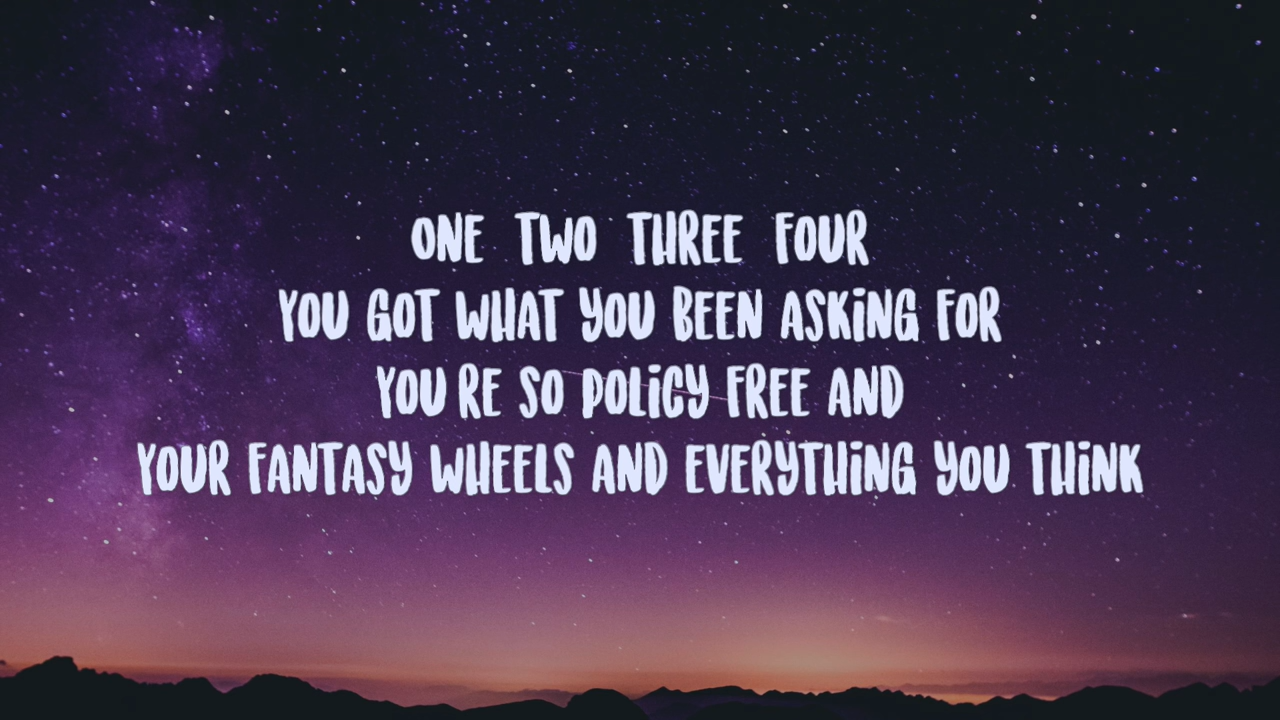 ONE TWO THREE FOUR
YOU GOT WHAT YOU BEEN ASKING FOR
YOU RE SO POLICY FREE AND
YOUR FANTASY WHEELS AND EVERYTHING YOU THINK